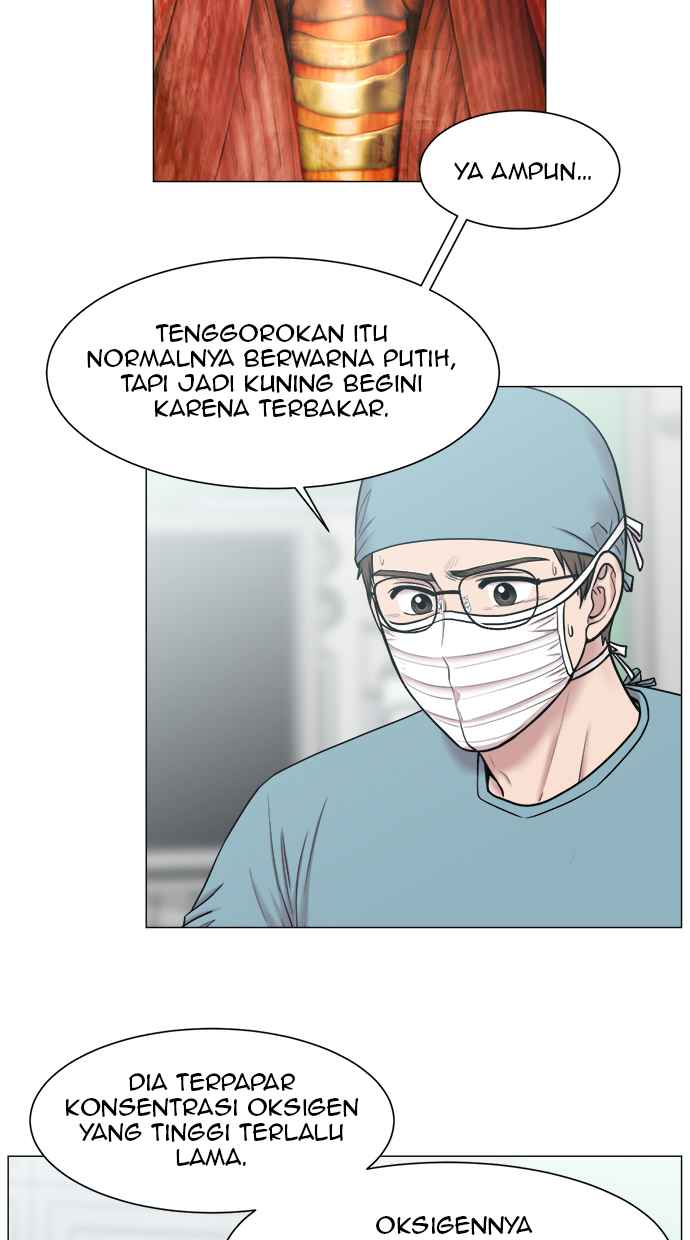 YA AMPUN...
TENGGOROKAN ITU
NORMALNYA BERWARNA PUTIH,
TAPI JADI KUNING BEGINI
KARENA TERBAKAR.
DIA TERPAPAR
KONSENTRASI OKSIGEN
YANG TINGGI TERLALU
LAMA.
OKSIGENNYA